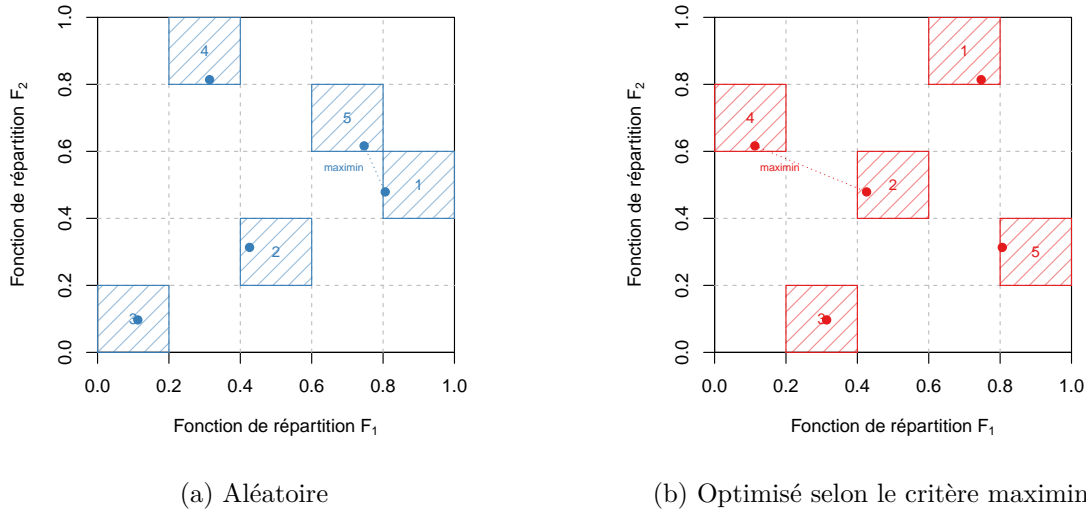 1.0
0.8
0.6
0.4
0.2
0.0
Fonction de répartition F₂
4
5
maximin
1
2
3
0.0 0.2 0.4 0.6 0.8 1.0
Fonction de répartition F₁
(a) Aléatoire
1.0
0.8
0.6
0.4
0.2
0.0
Fonction de répartition F₂
1
4
maximin
2
5
3
0.0 0.2 0.4 0.6 0.8 1.0
Fonction de répartition F₁
(b) Optimisé selon le critère maximin